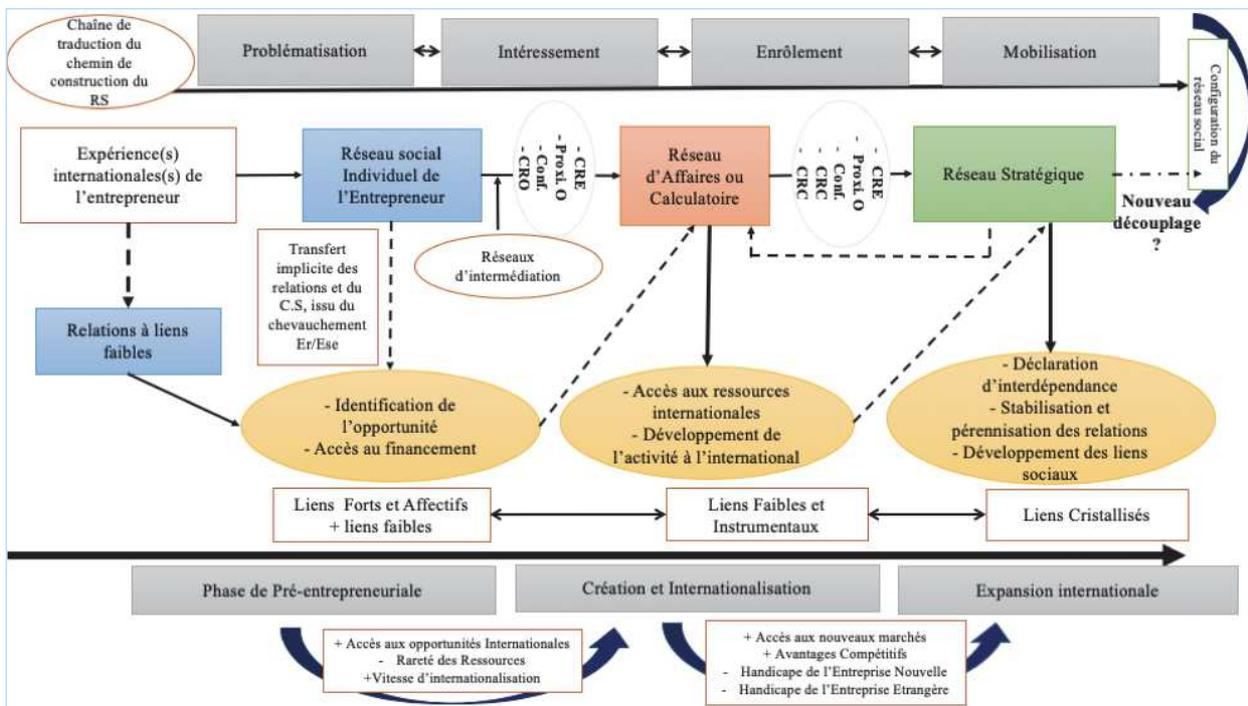 Chaîne de
traduction du
chemin de
construction du
RS
Problématisation
Intéressement
Enrôlement
Mobilisation
Configuration du
réseau social
Expérience(s)
internationales(s) de
l'entrepreneur
Réseau social
Individuel de
l'Entrepreneur
- CRE
- Proxi. O
- Conf.
- CRO
Réseau
d'Affaires ou
Calculatoire
- CRE
- Proxi. O
- Conf.
- CRC
- CRC
Réseau Stratégique
Nouveau
découplage
?
Transfert
implicite des
relations et du
C.S, issu du
chevauchement
Er/Ese
Réseaux
d'intermédiation
Relations à liens
faibles
- Identification de
l'opportunité
- Accès au financement
- Accès aux ressources
internationales
- Développement de
l'activité à l'international
- Déclaration
d'interdépendance
- Stabilisation et
pérennisation des relations
- Développement des liens
sociaux
Liens Forts et Affectifs
+ liens faibles
Liens Faibles et
Instrumentaux
Liens Cristallisés
Phase de Pré-entrepreneuriale
Création et Internationalisation
Expansion internationale
+ Accès aux opportunités Internationales
- Rareté des Ressources
+Vitesse d'internationalisation
+ Accès aux nouveaux marchés
+ Avantages Compétitifs
- Handicape de l'Entreprise Nouvelle
- Handicape de l'Entreprise Etrangère